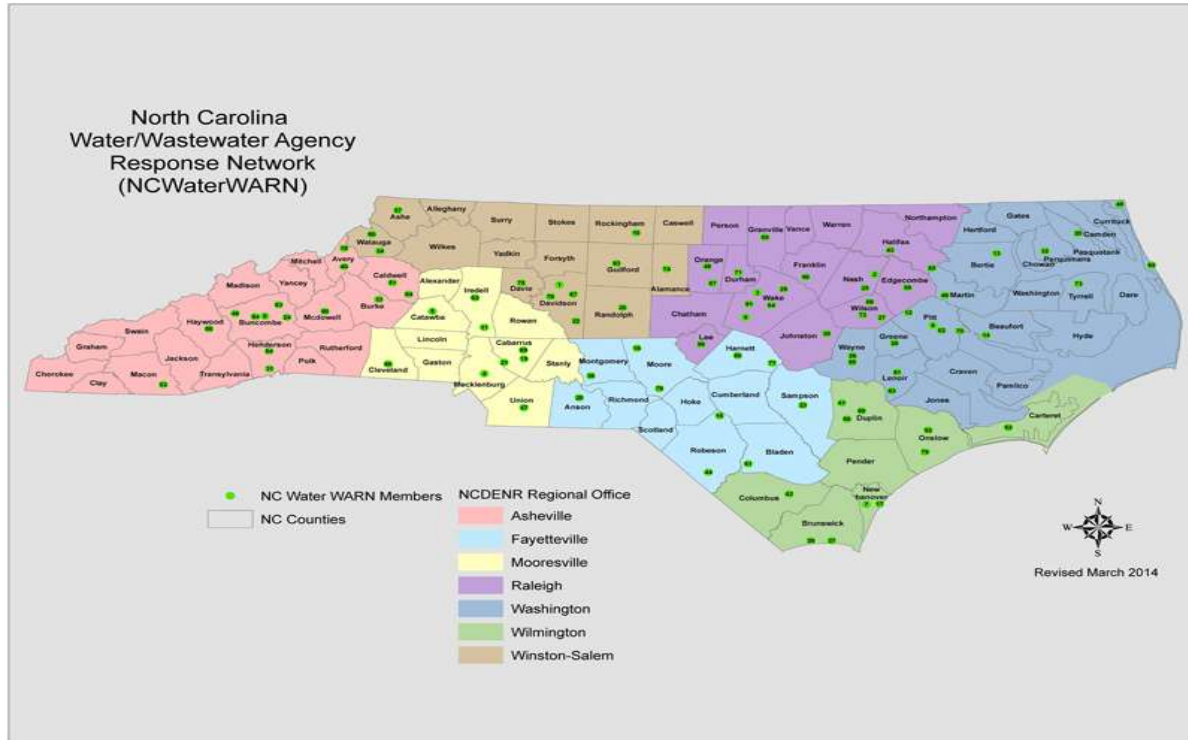 North Carolina
Water/Wastewater Agency
Response Network
(NCWaterWARN)
Ashe
Alleghany
Surry
Stokes
Rockingham
Caswell
Person
Granville
Vance
Warren
Northampton
Hertford
Gates
Currituck
Camden
Pasquotank
Perquimans
Chowan
Bertie
Halifax
Watauga
Wilkes
Yadkin
Forsyth
Guilford
Alamance
Orange
Durham
Franklin
Nash
Edgecombe
Martin
Washington
Tyrrell
Dare
Mitchell
Avery
Caldwell
Alexander
Iredell
Davie
Davidson
Randolph
Chatham
Wake
Wilson
Pitt
Beaufort
Hyde
Madison
Yancey
Burke
Catawba
Rowan
Haywood
Buncombe
Mcdowell
Lincoln
Cabarrus
Lee
Johnston
Wayne
Greene
Swain
Graham
Jackson
Henderson
Polk
Rutherford
Cleveland
Gaston
Mecklenburg
Stanly
Montgomery
Moore
Harnett
Lenoir
Craven
Pamlico
Cherokee
Clay
Macon
Transylvania
Union
Anson
Richmond
Hoke
Cumberland
Sampson
Duplin
Jones
Carteret
Onslow
Scotland
Robeson
Bladen
Pender
Columbus
New
hanover
Brunswick
NC Water WARN Members
NC Counties
NCDENR Regional Office
Asheville
Fayetteville
Mooresville
Raleigh
Washington
Wilmington
Winston-Salem
N
W
E
S
Revised March 2014